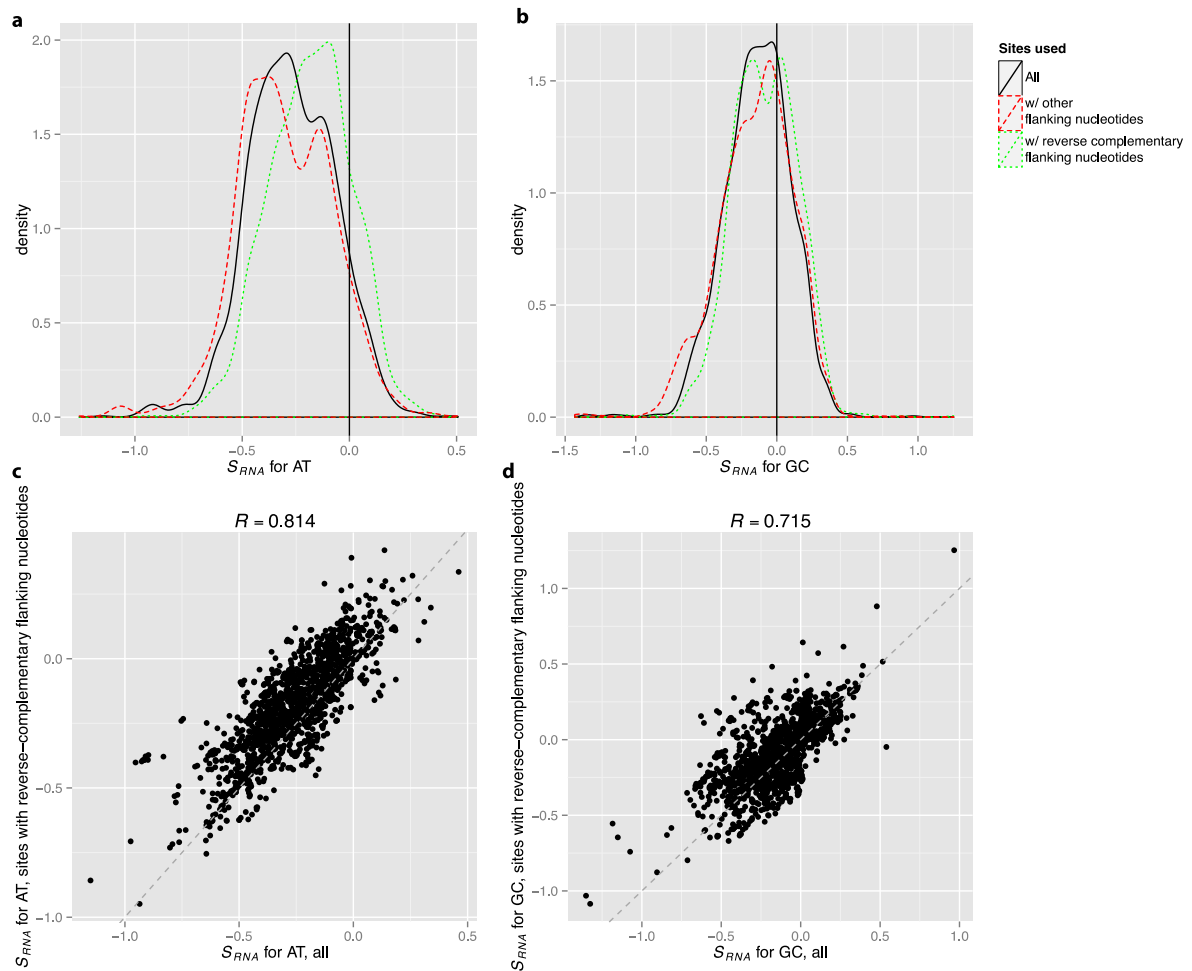 a
2.0
1.5
1.0
0.5
0.0
density
−1.0
−0.5
0.0
0.5
S_RNA for AT
b
1.5
1.0
0.5
0.0
density
−1.5
−1.0
−0.5
0.0
0.5
1.0
S_RNA for GC
Sites used
All
w/ other
flanking nucleotides
w/ reverse complementary
flanking nucleotides
c
R = 0.814
S_RNA for AT, sites with reverse−complementary flanking nucleotides
0.0
−0.5
−1.0
−1.0
−0.5
0.0
S_RNA for AT, all
d
R = 0.715
S_RNA for GC, sites with reverse−complementary flanking nucleotides
1.0
0.5
0.0
−0.5
−1.0
−1.0
−0.5
0.0
0.5
1.0
S_RNA for GC, all